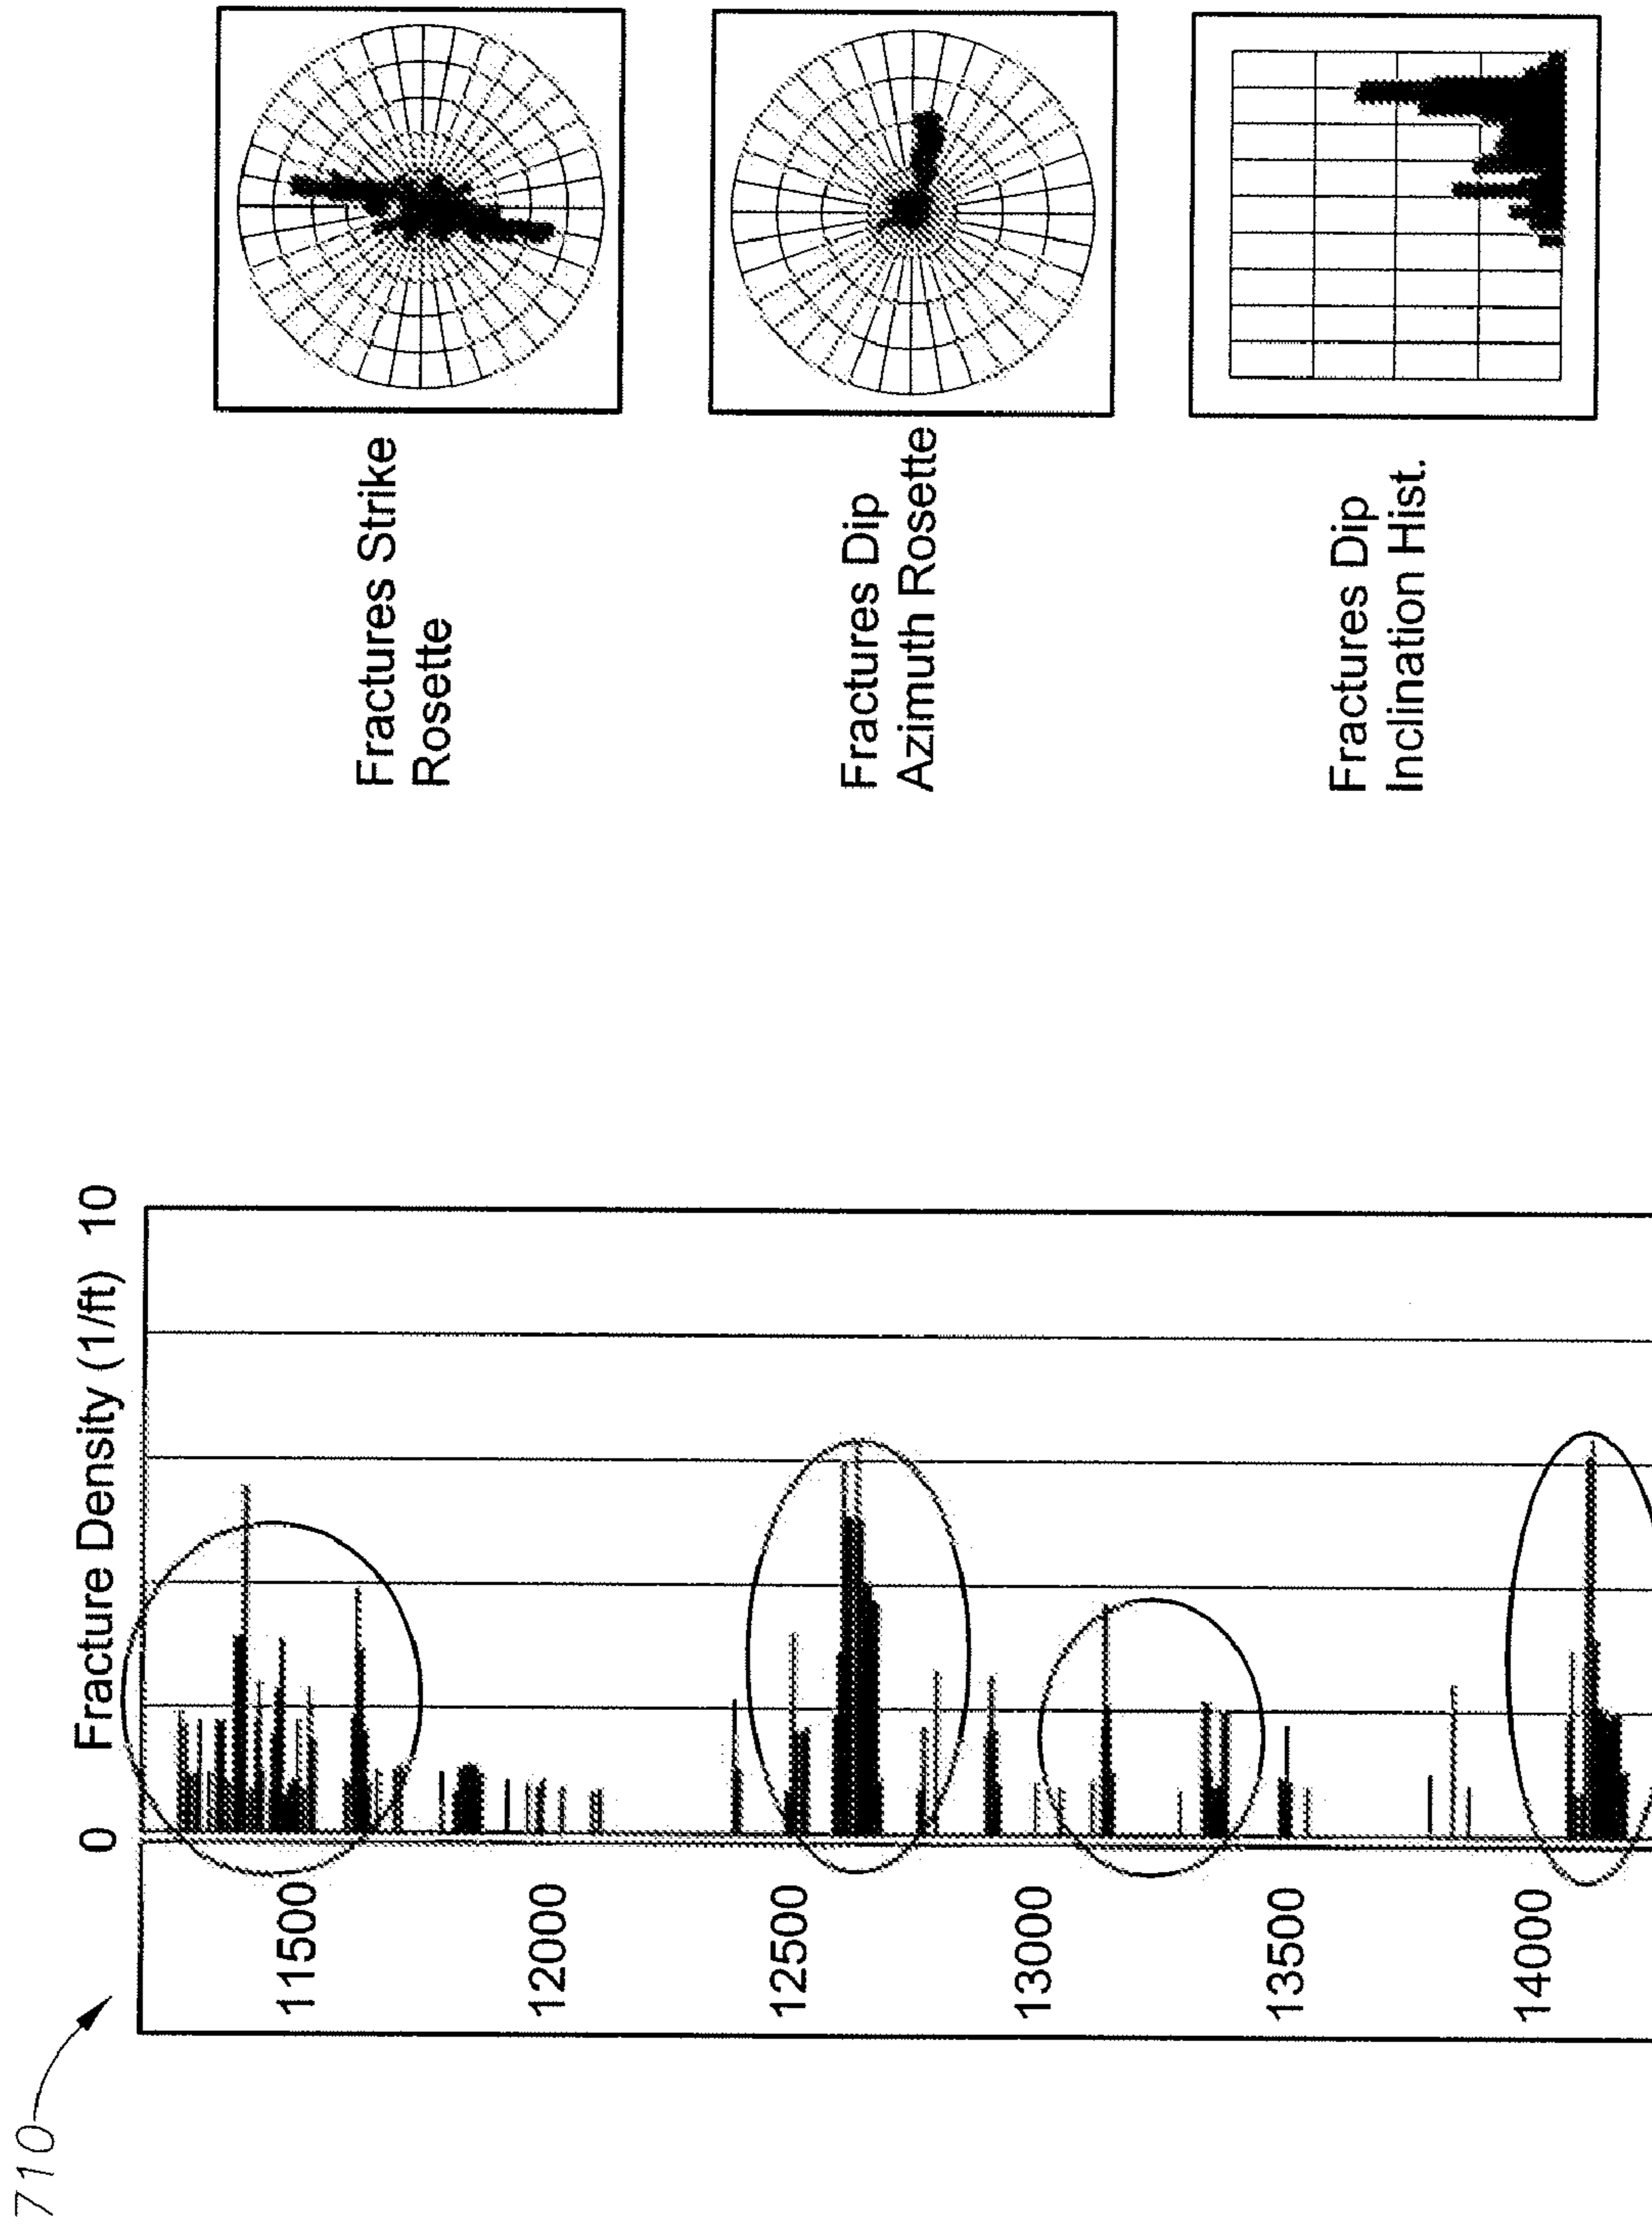 710
0 Fracture Density (1/ft) 10
11500
12000
12500
13000
13500
14000
Fractures Strike
Rosette
Fractures Dip
Azimuth Rosette
Fractures Dip
Inclination Hist.